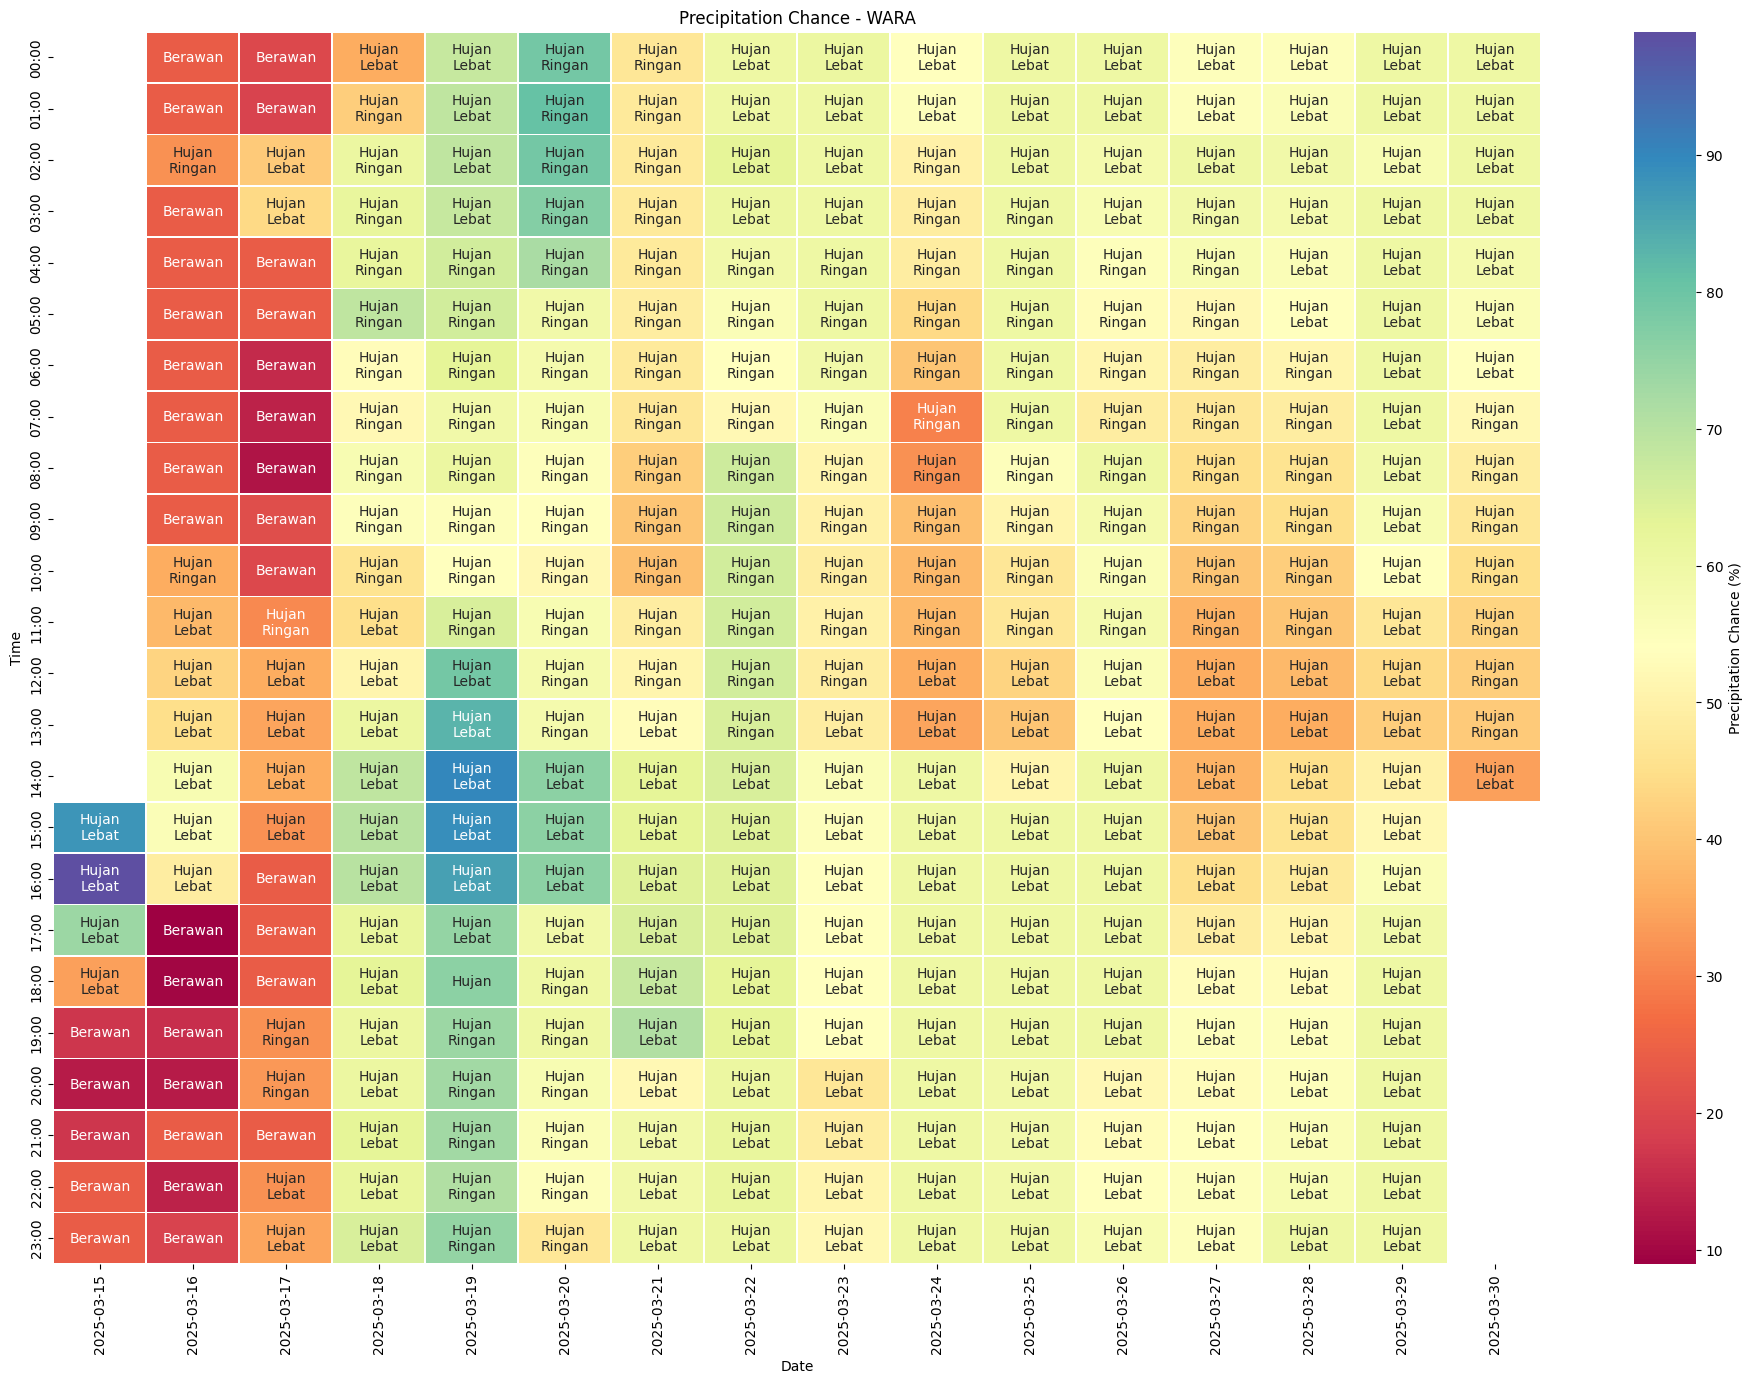 Precipitation Chance - WARA
00:00 Berawan Berawan Hujan Lebat Hujan Lebat Hujan Ringan Hujan Ringan Hujan Lebat Hujan Lebat Hujan Lebat Hujan Lebat Hujan Lebat Hujan Lebat Hujan Lebat Hujan Lebat Hujan Lebat
01:00 Berawan Berawan Hujan Ringan Hujan Lebat Hujan Ringan Hujan Ringan Hujan Lebat Hujan Lebat Hujan Lebat Hujan Lebat Hujan Lebat Hujan Lebat Hujan Lebat Hujan Lebat Hujan Lebat
02:00 Hujan Ringan Hujan Lebat Hujan Ringan Hujan Lebat Hujan Ringan Hujan Ringan Hujan Lebat Hujan Lebat Hujan Ringan Hujan Lebat Hujan Lebat Hujan Lebat Hujan Lebat Hujan Lebat Hujan Lebat
03:00 Berawan Hujan Lebat Hujan Ringan Hujan Lebat Hujan Ringan Hujan Ringan Hujan Lebat Hujan Lebat Hujan Ringan Hujan Ringan Hujan Lebat Hujan Ringan Hujan Lebat Hujan Lebat Hujan Lebat
04:00 Berawan Berawan Hujan Ringan Hujan Ringan Hujan Ringan Hujan Ringan Hujan Ringan Hujan Ringan Hujan Ringan Hujan Ringan Hujan Ringan Hujan Ringan Hujan Lebat Hujan Lebat Hujan Lebat
05:00 Berawan Berawan Hujan Ringan Hujan Ringan Hujan Ringan Hujan Ringan Hujan Ringan Hujan Ringan Hujan Ringan Hujan Ringan Hujan Ringan Hujan Ringan Hujan Lebat Hujan Lebat Hujan Lebat
06:00 Berawan Berawan Hujan Ringan Hujan Ringan Hujan Ringan Hujan Ringan Hujan Ringan Hujan Ringan Hujan Ringan Hujan Ringan Hujan Ringan Hujan Ringan Hujan Ringan Hujan Lebat Hujan Lebat
07:00 Berawan Berawan Hujan Ringan Hujan Ringan Hujan Ringan Hujan Ringan Hujan Ringan Hujan Ringan Hujan Ringan Hujan Ringan Hujan Ringan Hujan Ringan Hujan Ringan Hujan Lebat Hujan Ringan
08:00 Berawan Berawan Hujan Ringan Hujan Ringan Hujan Ringan Hujan Ringan Hujan Ringan Hujan Ringan Hujan Ringan Hujan Ringan Hujan Ringan Hujan Ringan Hujan Ringan Hujan Lebat Hujan Ringan
09:00 Berawan Berawan Hujan Ringan Hujan Ringan Hujan Ringan Hujan Ringan Hujan Ringan Hujan Ringan Hujan Ringan Hujan Ringan Hujan Ringan Hujan Ringan Hujan Ringan Hujan Lebat Hujan Ringan
10:00 Hujan Ringan Berawan Hujan Ringan Hujan Ringan Hujan Ringan Hujan Ringan Hujan Ringan Hujan Ringan Hujan Ringan Hujan Ringan Hujan Ringan Hujan Ringan Hujan Ringan Hujan Lebat Hujan Ringan
11:00 Hujan Lebat Hujan Ringan Hujan Lebat Hujan Ringan Hujan Ringan Hujan Ringan Hujan Ringan Hujan Ringan Hujan Ringan Hujan Ringan Hujan Ringan Hujan Ringan Hujan Ringan Hujan Lebat Hujan Ringan
12:00 Hujan Lebat Hujan Lebat Hujan Lebat Hujan Lebat Hujan Ringan Hujan Ringan Hujan Ringan Hujan Ringan Hujan Lebat Hujan Lebat Hujan Lebat Hujan Lebat Hujan Lebat Hujan Lebat Hujan Ringan
13:00 Hujan Lebat Hujan Lebat Hujan Lebat Hujan Lebat Hujan Ringan Hujan Lebat Hujan Ringan Hujan Lebat Hujan Lebat Hujan Lebat Hujan Lebat Hujan Lebat Hujan Lebat Hujan Lebat Hujan Ringan
14:00 Hujan Lebat Hujan Lebat Hujan Lebat Hujan Lebat Hujan Lebat Hujan Lebat Hujan Lebat Hujan Lebat Hujan Lebat Hujan Lebat Hujan Lebat Hujan Lebat Hujan Lebat Hujan Lebat Hujan Lebat
15:00 Hujan Lebat Hujan Lebat Hujan Lebat Hujan Lebat Hujan Lebat Hujan Lebat Hujan Lebat Hujan Lebat Hujan Lebat Hujan Lebat Hujan Lebat Hujan Lebat Hujan Lebat Hujan Lebat Hujan Lebat
16:00 Hujan Lebat Hujan Lebat Berawan Hujan Lebat Hujan Lebat Hujan Lebat Hujan Lebat Hujan Lebat Hujan Lebat Hujan Lebat Hujan Lebat Hujan Lebat Hujan Lebat Hujan Lebat Hujan Lebat
17:00 Hujan Lebat Berawan Berawan Hujan Lebat Hujan Lebat Hujan Lebat Hujan Lebat Hujan Lebat Hujan Lebat Hujan Lebat Hujan Lebat Hujan Lebat Hujan Lebat Hujan Lebat Hujan Lebat
18:00 Hujan Lebat Berawan Berawan Hujan Lebat Hujan Hujan Ringan Hujan Lebat Hujan Lebat Hujan Lebat Hujan Lebat Hujan Lebat Hujan Lebat Hujan Lebat Hujan Lebat Hujan Lebat
19:00 Berawan Berawan Hujan Ringan Hujan Lebat Hujan Ringan Hujan Ringan Hujan Lebat Hujan Lebat Hujan Lebat Hujan Lebat Hujan Lebat Hujan Lebat Hujan Lebat Hujan Lebat Hujan Lebat
20:00 Berawan Berawan Hujan Ringan Hujan Lebat Hujan Ringan Hujan Ringan Hujan Lebat Hujan Lebat Hujan Lebat Hujan Lebat Hujan Lebat Hujan Lebat Hujan Lebat Hujan Lebat Hujan Lebat
21:00 Berawan Berawan Berawan Hujan Lebat Hujan Ringan Hujan Ringan Hujan Lebat Hujan Lebat Hujan Lebat Hujan Lebat Hujan Lebat Hujan Lebat Hujan Lebat Hujan Lebat Hujan Lebat
22:00 Berawan Berawan Hujan Lebat Hujan Lebat Hujan Ringan Hujan Ringan Hujan Lebat Hujan Lebat Hujan Lebat Hujan Lebat Hujan Lebat Hujan Lebat Hujan Lebat Hujan Lebat Hujan Lebat
23:00 Berawan Berawan Hujan Lebat Hujan Lebat Hujan Ringan Hujan Ringan Hujan Lebat Hujan Lebat Hujan Lebat Hujan Lebat Hujan Lebat Hujan Lebat Hujan Lebat Hujan Lebat Hujan Lebat
Time
2025-03-15 2025-03-16 2025-03-17 2025-03-18 2025-03-19 2025-03-20 2025-03-21 2025-03-22 2025-03-23 2025-03-24 2025-03-25 2025-03-26 2025-03-27 2025-03-28 2025-03-29 2025-03-30
Date
90
80
70
60
50
40
30
20
10
Precipitation Chance (%)